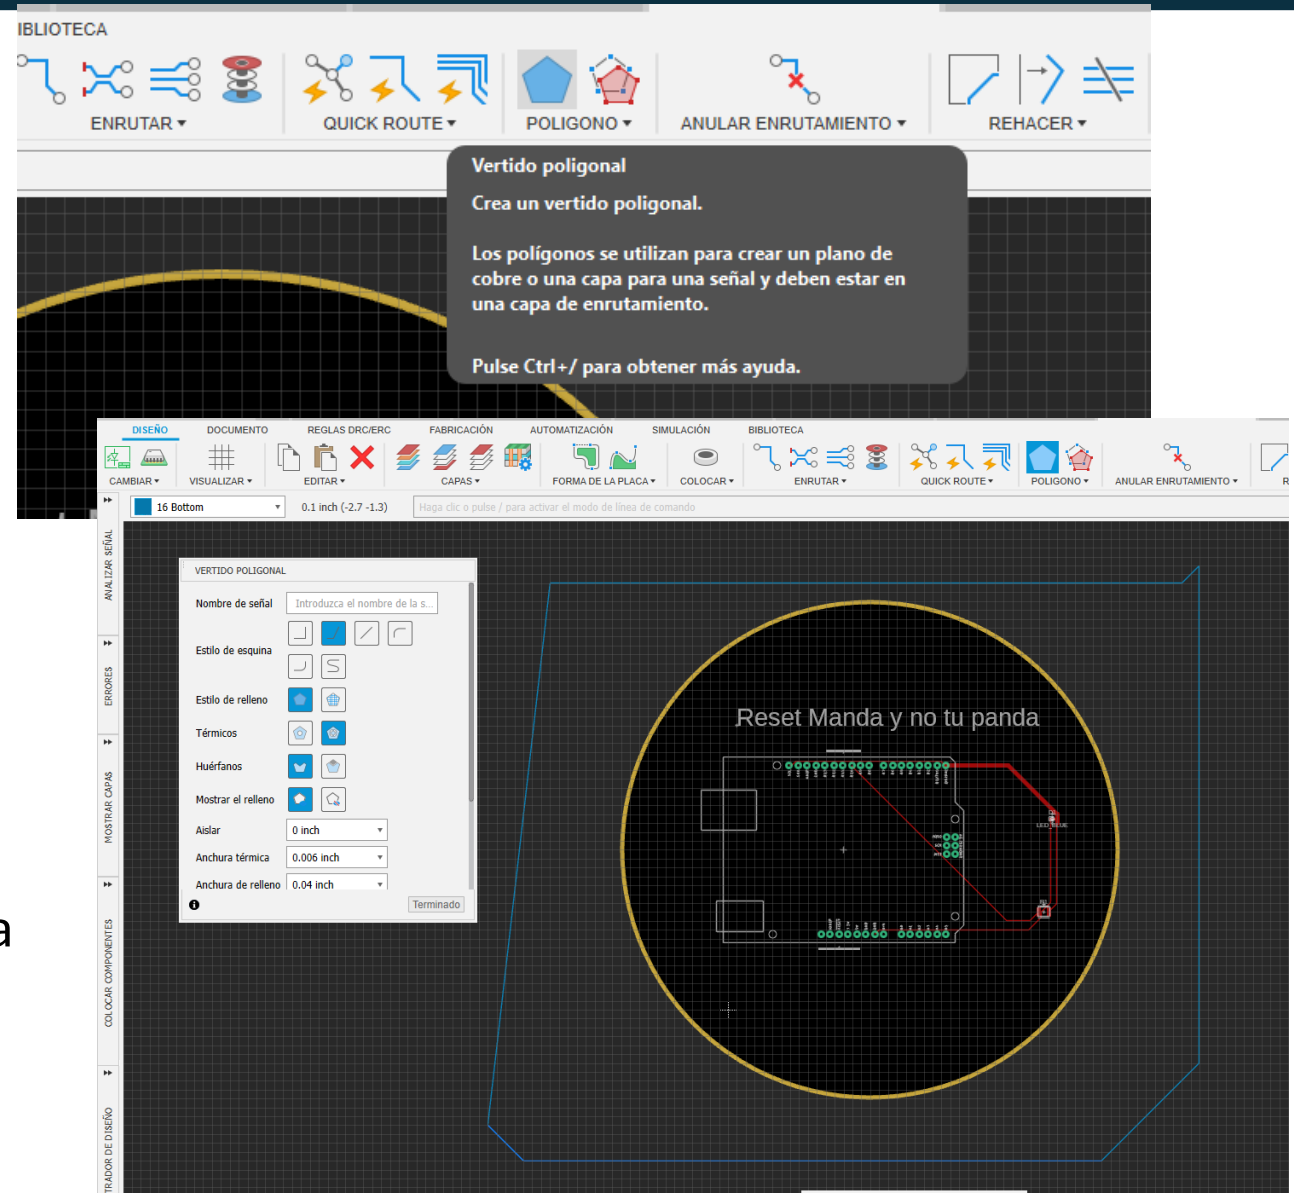 IBLIOTECA
ENRUTAR
QUICK ROUTE
POLIGONO
ANULAR ENRUTAMIENTO
REHACER
Vertido poligonal
Crea un vertido poligonal.
Los polígonos se utilizan para crear un plano de
cobre o una capa para una señal y deben estar en
una capa de enrutamiento.
Pulse Ctrl+/ para obtener más ayuda.
DISEÑO DOCUMENTO REGLAS DRC/ERC FABRICACIÓN AUTOMATIZACIÓN SIMULACIÓN BIBLIOTECA
CAMBIAR VISUALIZAR EDITAR CAPAS FORMA DE LA PLACA COLOCAR ENRUTAR QUICK ROUTE POLIGONO ANULAR ENRUTAMIENTO R
16 Bottom 0.1 inch (-2.7 -1.3) Haga clic o pulse / para activar el modo de línea de comando
ANALIZAR SEÑAL
ERRORES
MOSTRAR CAPAS
COLOCAR COMPONENTES
TRADOR DE DISEÑO
VERTIDO POLIGONAL
Nombre de señal Introduzca el nombre de la s...
Estilo de esquina
Estilo de relleno
Térmicos
Huérfanos
Mostrar el relleno
Aislar 0 inch
Anchura térmica 0.006 inch
Anchura de relleno 0.04 inch
Terminado
Reset Manda y no tu panda
LED_BLUE
a